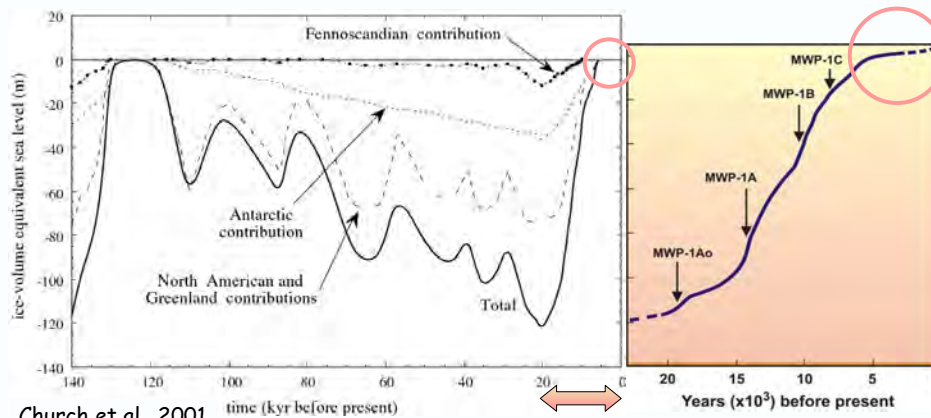 20
0
-20
-40
-60
-80
-100
-120
-140
ice-volume equivalent sea level (m)
Fennoscandian contribution
Antarctic
contribution
North American and
Greenland contributions
Total
140
120
100
80
60
40
20
0
time (kyr before present)
Church et al., 2001
MWP-1C
MWP-1B
MWP-1A
MWP-1Ao
20
15
10
5
0
Years (x10³) before present